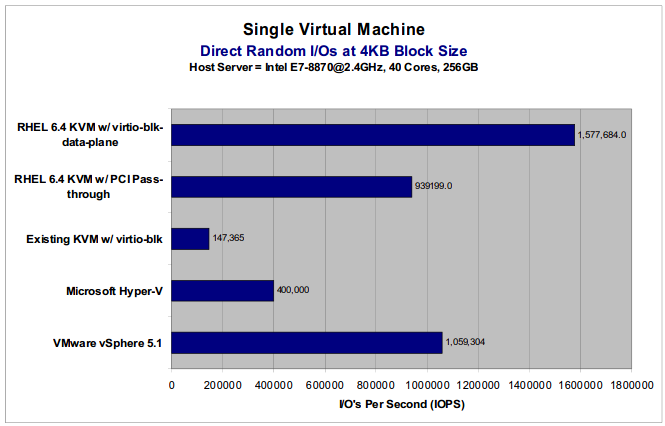 Single Virtual Machine
Direct Random I/Os at 4KB Block Size
Host Server = Intel E7-8870@2.4GHz, 40 Cores, 256GB
RHEL 6.4 KVM w/ virtio-blk-
data-plane
1,577,684.0
RHEL 6.4 KVM w/ PCI Pass-
through
939199.0
Existing KVM w/ virtio-blk
147,365
Microsoft Hyper-V
400,000
VMware vSphere 5.1
1,059,304
0 200000 400000 600000 800000 1000000 1200000 1400000 1600000 1800000
I/O's Per Second (IOPS)